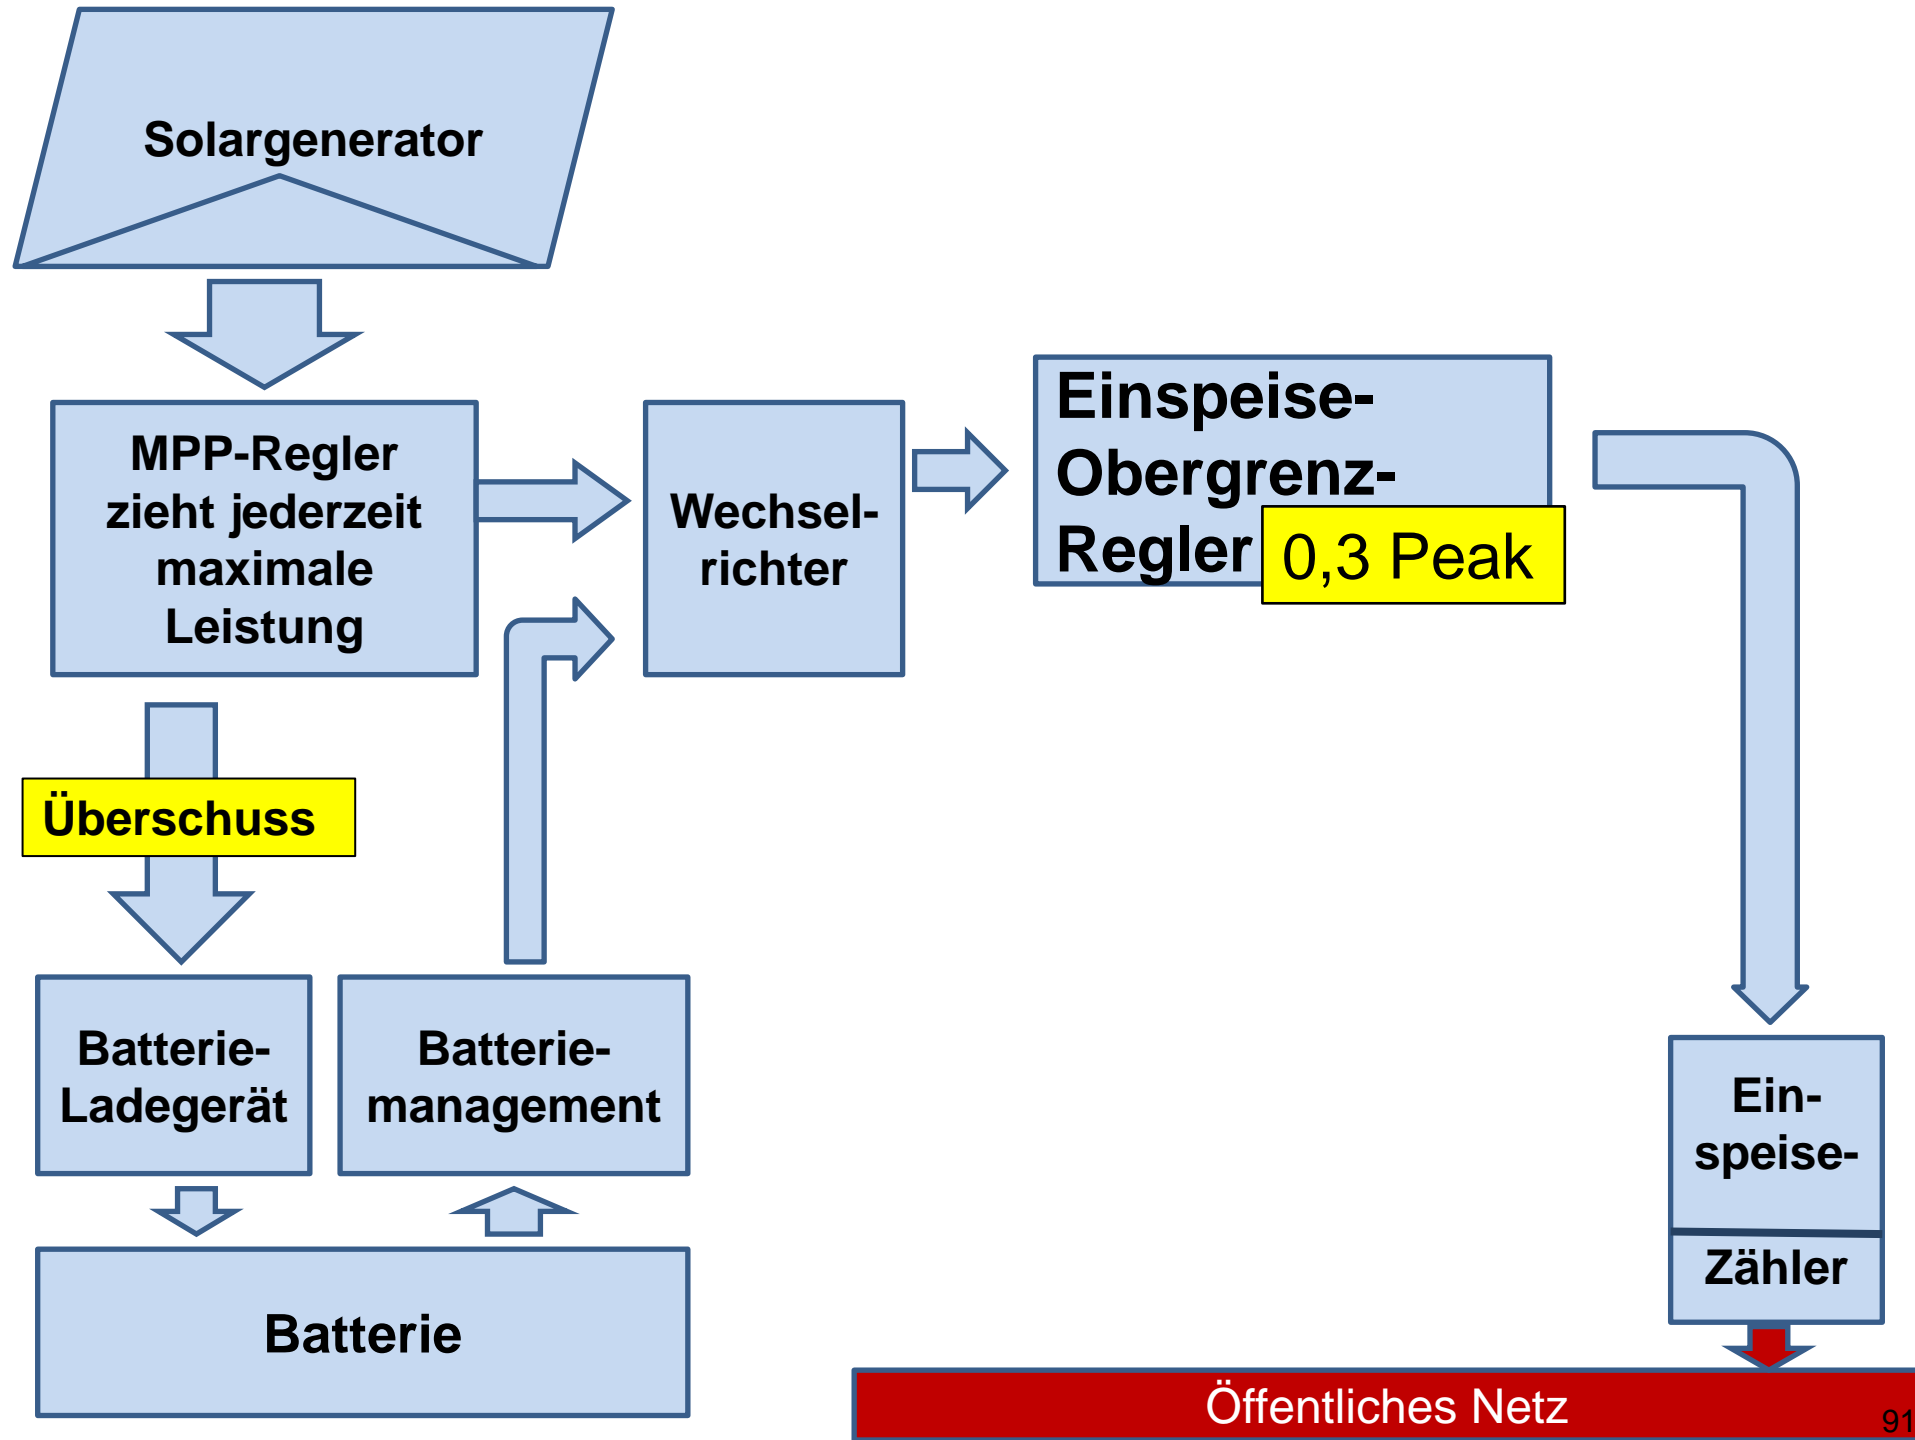 Solargenerator
MPP-Regler
zieht jederzeit
maximale
Leistung
Wechsel-
richter
Einspeise-
Obergrenz-
Regler
0,3 Peak
Überschuss
Batterie-
Ladegerät
Batterie-
management
Batterie
Ein-
speise-
Zähler
Öffentliches Netz
91